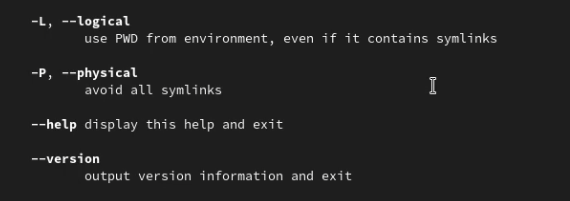 -L, --logical
use PWD from environment, even if it contains symlinks
-P, --physical
avoid all symlinks
--help display this help and exit
--version
output version information and exit